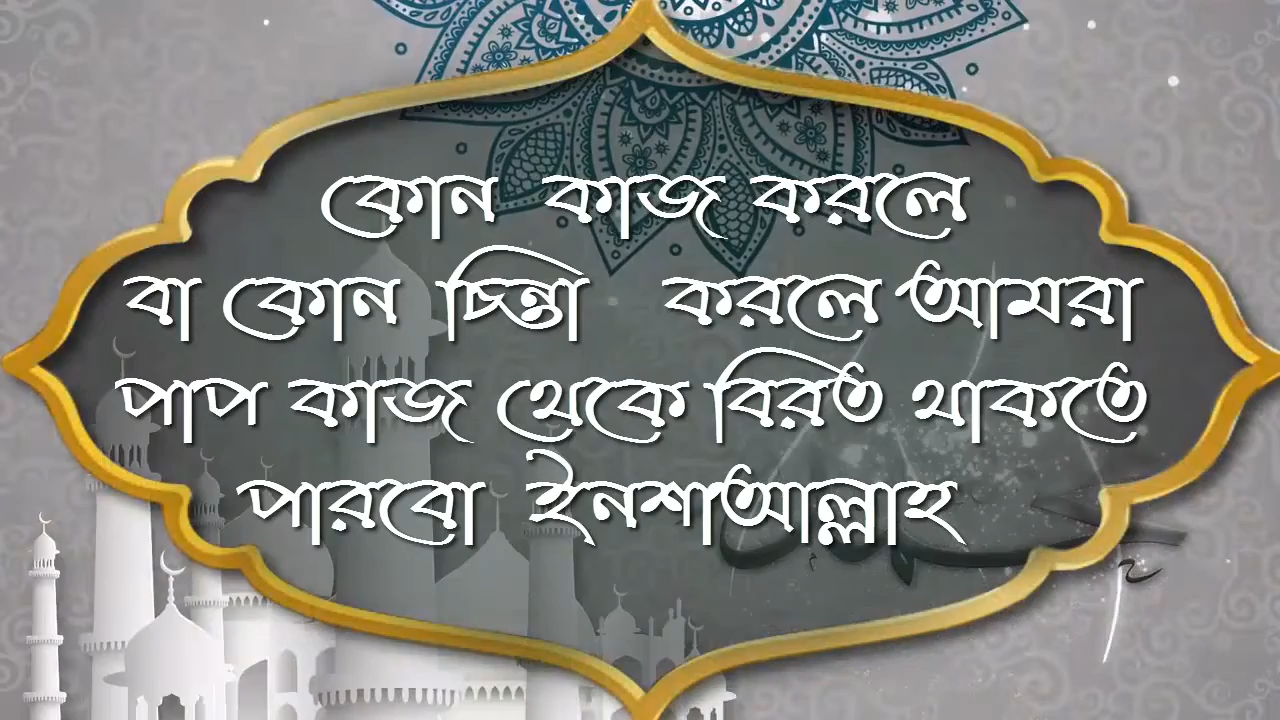 কোন কাজ করলে
বা কোন চিন্তা করলে আমরা
পাপ কাজ থেকে বিরত থাকতে
পারবো ইনশাআল্লাহ